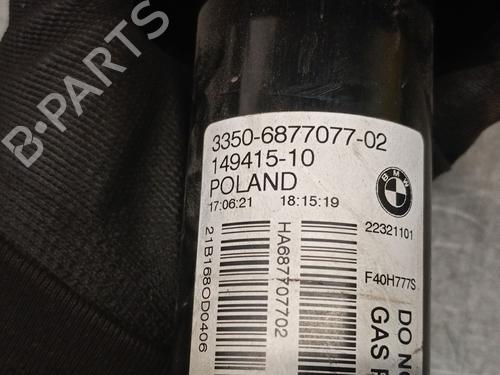 3350-6877077-02
149415-10
POLAND
17:06:21 18:15:19
BMW
22321101
F40H777S
21B168OD0406
HA687707702
DO NO
GAS
B-PARTS